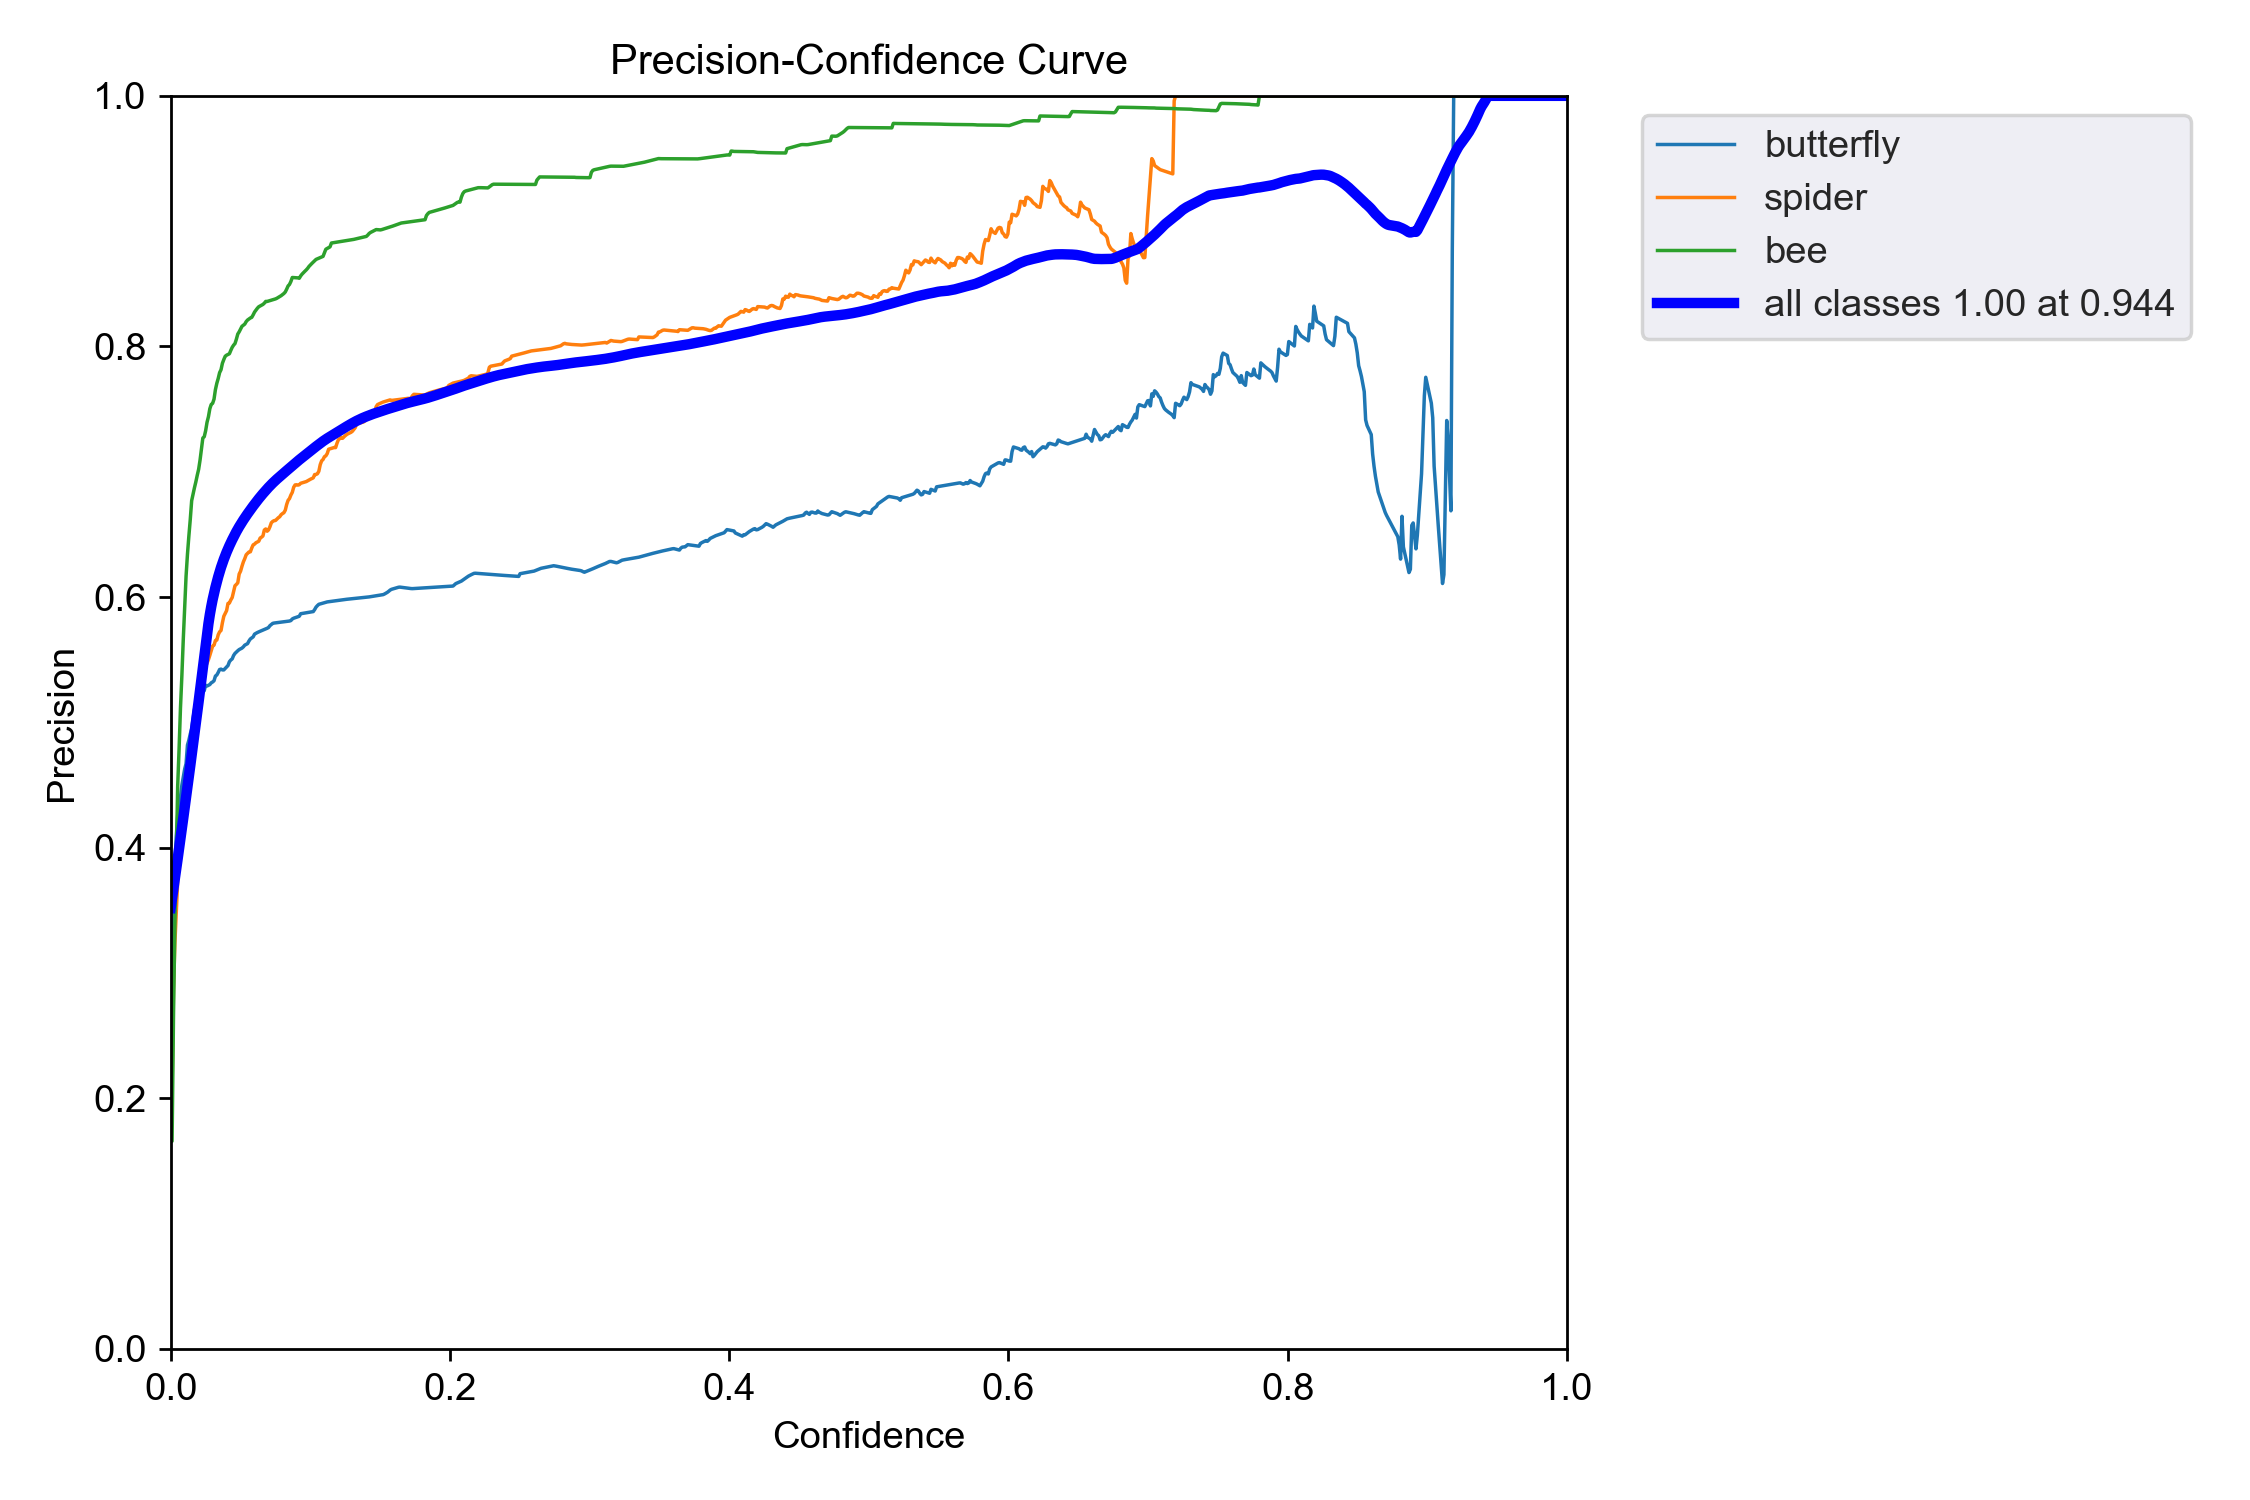 Precision-Confidence Curve
1.0
0.8
0.6
0.4
0.2
0.0
Precision
0.0 0.2 0.4 0.6 0.8 1.0
Confidence
butterfly
spider
bee
all classes 1.00 at 0.944